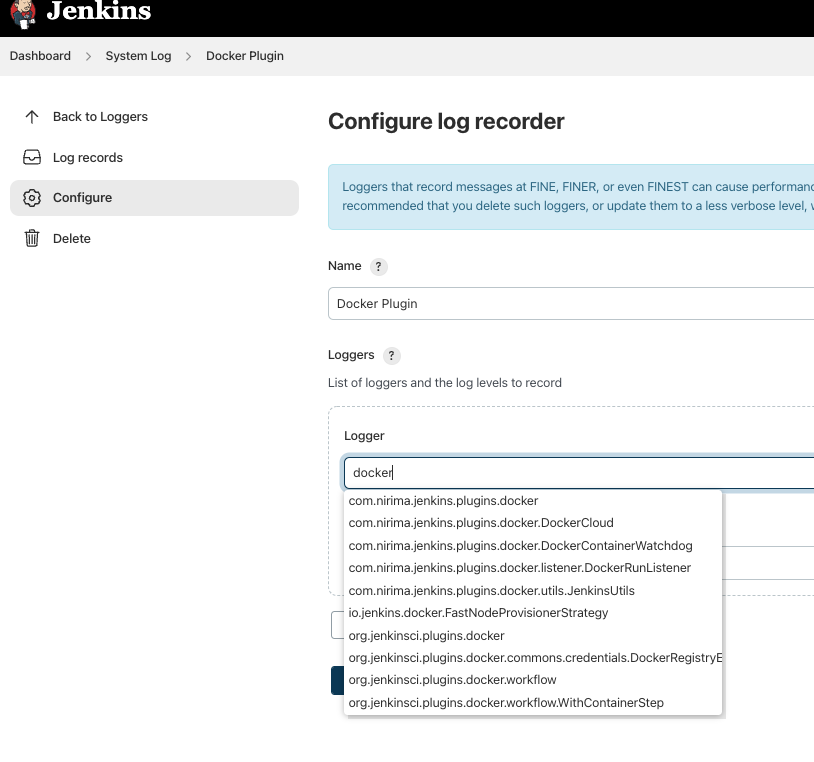 Jenkins
Dashboard > System Log > Docker Plugin
Back to Loggers
Log records
Configure
Delete
Configure log recorder
Loggers that record messages at FINE, FINER, or even FINEST can cause performanc
recommended that you delete such loggers, or update them to a less verbose level, w
Name ?
Docker Plugin
Loggers ?
List of loggers and the log levels to record
Logger
docker
com.nirima.jenkins.plugins.docker
com.nirima.jenkins.plugins.docker.DockerCloud
com.nirima.jenkins.plugins.docker.DockerContainerWatchdog
com.nirima.jenkins.plugins.docker.listener.DockerRunListener
com.nirima.jenkins.plugins.docker.utils.JenkinsUtils
io.jenkins.docker.FastNodeProvisionerStrategy
org.jenkinsci.plugins.docker
org.jenkinsci.plugins.docker.commons.credentials.DockerRegistryE
org.jenkinsci.plugins.docker.workflow
org.jenkinsci.plugins.docker.workflow.WithContainerStep